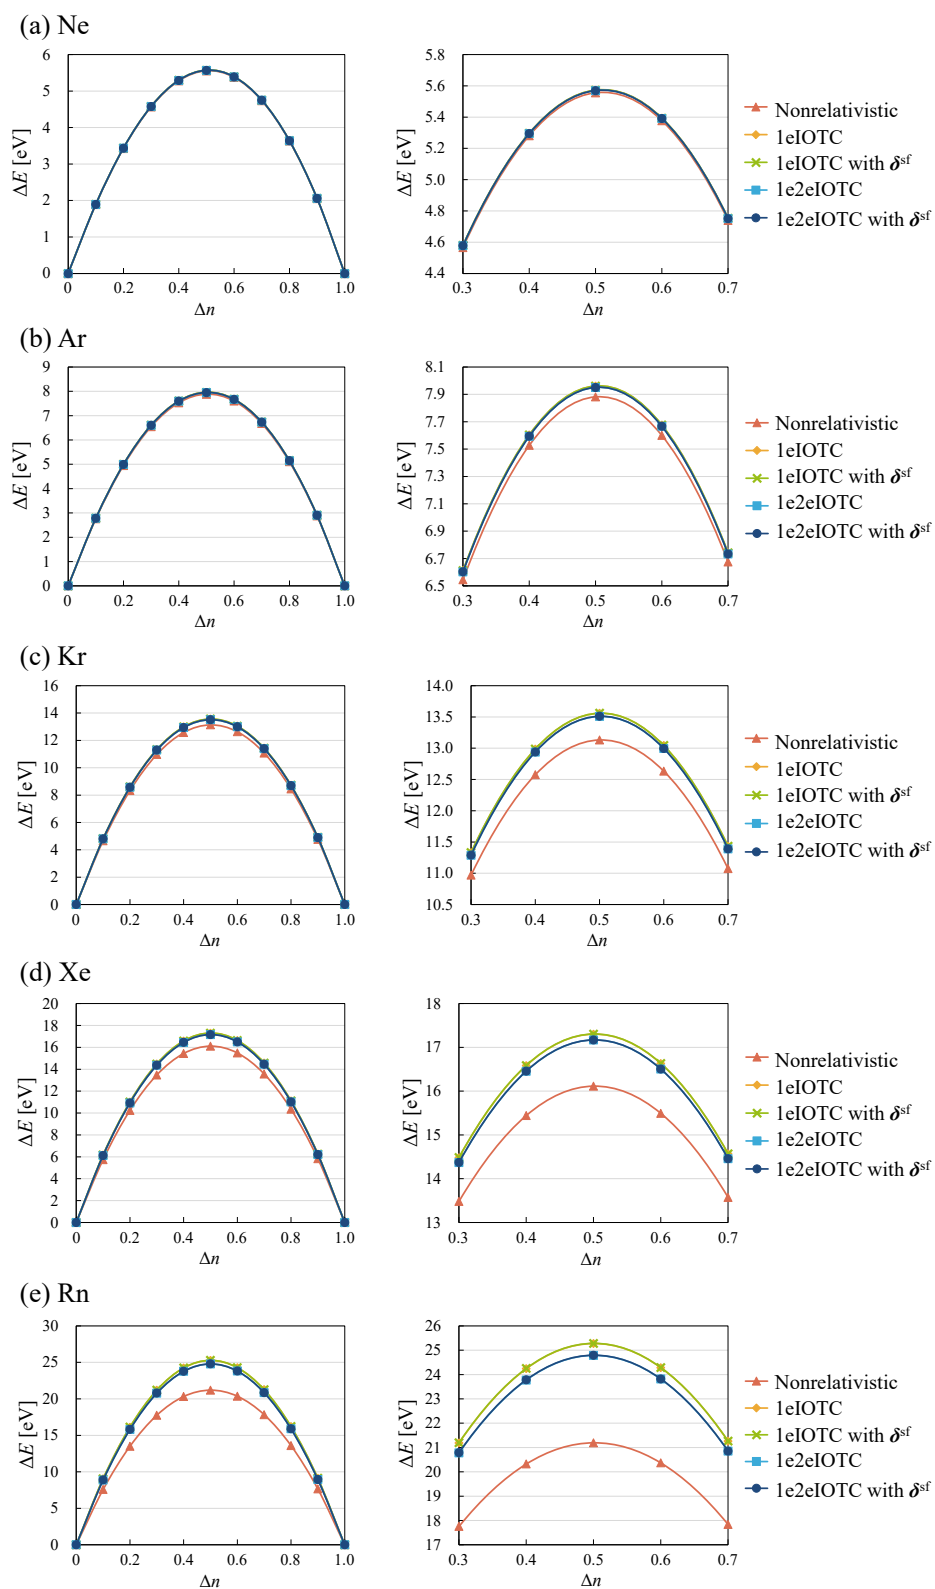 (a) Ne
ΔE [eV]
6
5
4
3
2
1
0
0
0.2
0.4
0.6
0.8
1.0
Δn
ΔE [eV]
5.8
5.6
5.4
5.2
5.0
4.8
4.6
4.4
0.3
0.4
0.5
0.6
0.7
Δn
Nonrelativistic
1eIOTC
1eIOTC with δsf
1e2eIOTC
1e2eIOTC with δsf
(b) Ar
ΔE [eV]
9
8
7
6
5
4
3
2
1
0
0
0.2
0.4
0.6
0.8
1.0
Δn
ΔE [eV]
8.1
7.9
7.7
7.5
7.3
7.1
6.9
6.7
6.5
0.3
0.4
0.5
0.6
0.7
Δn
Nonrelativistic
1eIOTC
1eIOTC with δsf
1e2eIOTC
1e2eIOTC with δsf
(c) Kr
ΔE [eV]
16
14
12
10
8
6
4
2
0
0
0.2
0.4
0.6
0.8
1.0
Δn
ΔE [eV]
14.0
13.5
13.0
12.5
12.0
11.5
11.0
10.5
0.3
0.4
0.5
0.6
0.7
Δn
Nonrelativistic
1eIOTC
1eIOTC with δsf
1e2eIOTC
1e2eIOTC with δsf
(d) Xe
ΔE [eV]
20
18
16
14
12
10
8
6
4
2
0
0
0.2
0.4
0.6
0.8
1.0
Δn
ΔE [eV]
18
17
16
15
14
13
0.3
0.4
0.5
0.6
0.7
Δn
Nonrelativistic
1eIOTC
1eIOTC with δsf
1e2eIOTC
1e2eIOTC with δsf
(e) Rn
ΔE [eV]
30
25
20
15
10
5
0
0
0.2
0.4
0.6
0.8
1.0
Δn
ΔE [eV]
26
25
24
23
22
21
20
19
18
17
0.3
0.4
0.5
0.6
0.7
Δn
Nonrelativistic
1eIOTC
1eIOTC with δsf
1e2eIOTC
1e2eIOTC with δsf